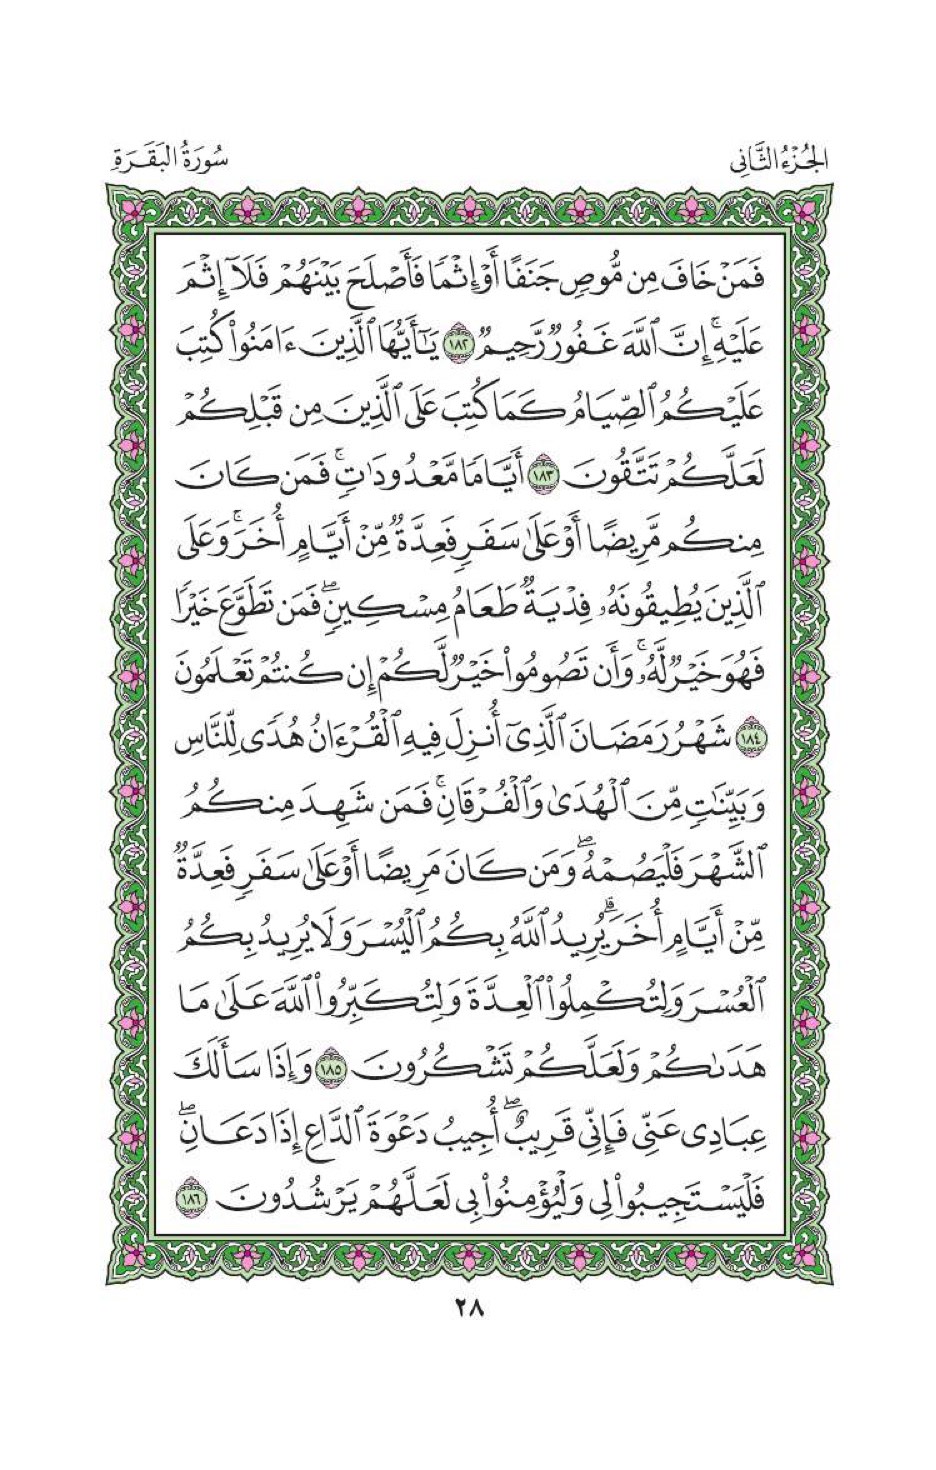 الجُزْءُ الثَّانِي
سُورَةُ البَقَرَةِ
فَمَنْ خَافَ مِن مُّوصٍ جَنَفًا أَوْ إِثْمًا فَأَصْلَحَ بَيْنَهُمْ فَلَآ إِثْمَ
عَلَيْهِۚ إِنَّ ٱللَّهَ غَفُورٌ رَّحِيمٌ ١٨٢ يَٰٓأَيُّهَا ٱلَّذِينَ ءَامَنُوا۟ كُتِبَ
عَلَيْكُمُ ٱلصِّيَامُ كَمَا كُتِبَ عَلَى ٱلَّذِينَ مِن قَبْلِكُمْ
لَعَلَّكُمْ تَتَّقُونَ ١٨٣ أَيَّامًا مَّعْدُودَٰتٍۚ فَمَن كَانَ
مِنكُم مَّرِيضًا أَوْ عَلَىٰ سَفَرٍ فَعِدَّةٌ مِّنْ أَيَّامٍ أُخَرَۚ وَعَلَى
ٱلَّذِينَ يُطِيقُونَهُۥ فِدْيَةٌ طَعَامُ مِسْكِينٍۖ فَمَن تَطَوَّعَ خَيْرًا
فَهُوَ خَيْرٌ لَّهُۥۚ وَأَن تَصُومُوا۟ خَيْرٌ لَّكُمْ إِن كُنتُمْ تَعْلَمُونَ
١٨٤ شَهْرُ رَمَضَانَ ٱلَّذِىٓ أُنزِلَ فِيهِ ٱلْقُرْءَانُ هُدًى لِّلنَّاسِ
وَبَيِّنَٰتٍ مِّنَ ٱلْهُدَىٰ وَٱلْفُرْقَانِۚ فَمَن شَهِدَ مِنكُمُ
ٱلشَّهْرَ فَلْيَصُمْهُۖ وَمَن كَانَ مَرِيضًا أَوْ عَلَىٰ سَفَرٍ فَعِدَّةٌ
مِّنْ أَيَّامٍ أُخَرَۗ يُرِيدُ ٱللَّهُ بِكُمُ ٱلْيُسْرَ وَلَا يُرِيدُ بِكُمُ
ٱلْعُسْرَ وَلِتُكْمِلُوا۟ ٱلْعِدَّةَ وَلِتُكَبِّرُوا۟ ٱللَّهَ عَلَىٰ مَا
هَدَىٰكُمْ وَلَعَلَّكُمْ تَشْكُرُونَ ١٨٥ وَإِذَا سَأَلَكَ
عِبَادِى عَنِّى فَإِنِّى قَرِيبٌۖ أُجِيبُ دَعْوَةَ ٱلدَّاعِ إِذَا دَعَانِۖ
فَلْيَسْتَجِيبُوا۟ لِى وَلْيُؤْمِنُوا۟ بِى لَعَلَّهُمْ يَرْشُدُونَ ١٨٦
٢٨